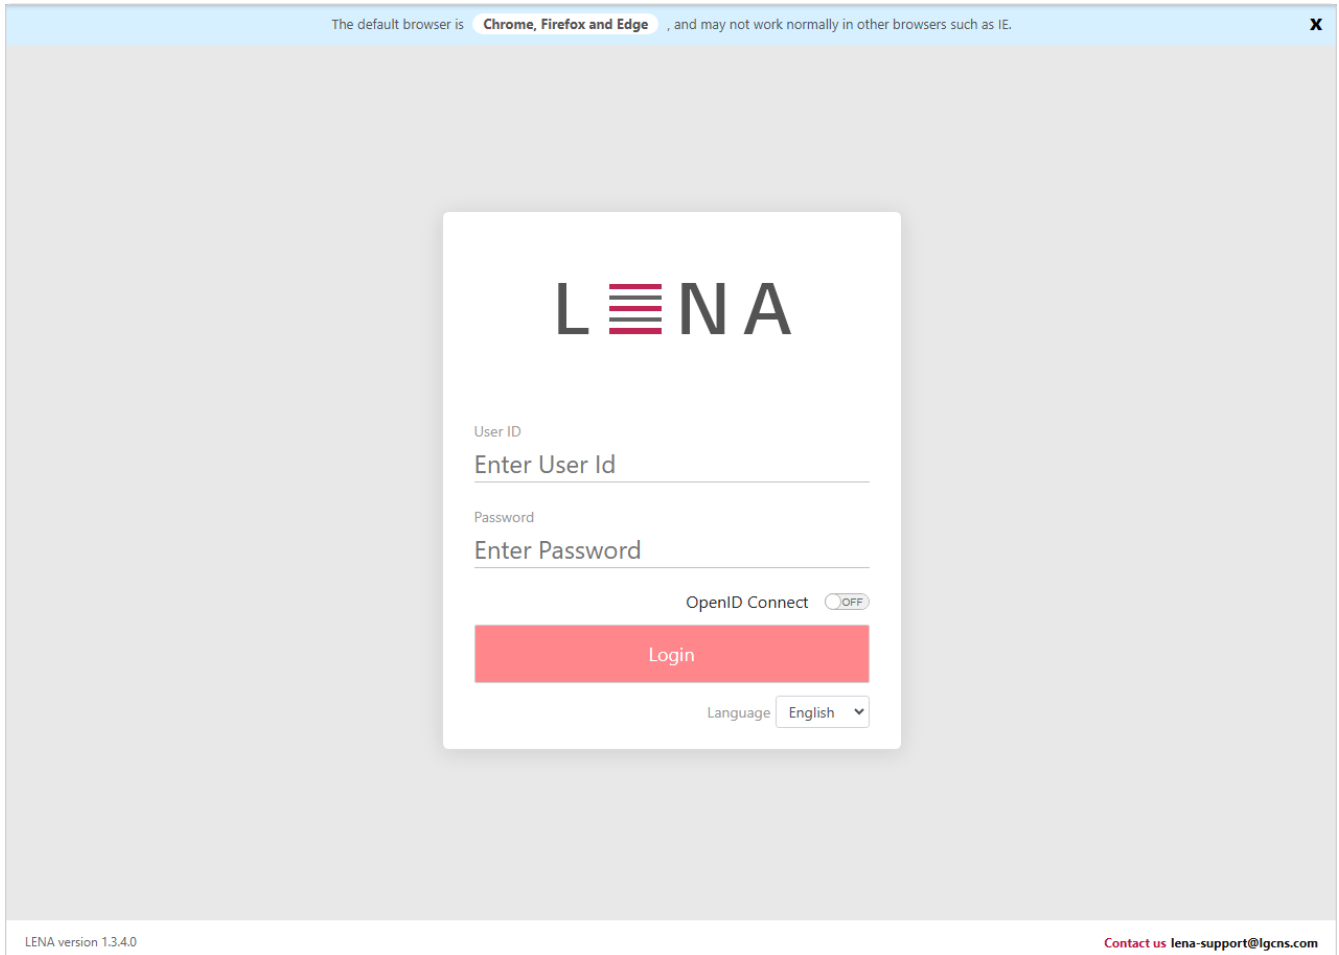 The default browser is Chrome, Firefox and Edge , and may not work normally in other browsers such as IE. X
LENA
User ID
Enter User Id
Password
Enter Password
OpenID Connect OFF
Login
Language English
LENA version 1.3.4.0
Contact us lena-support@lgcns.com